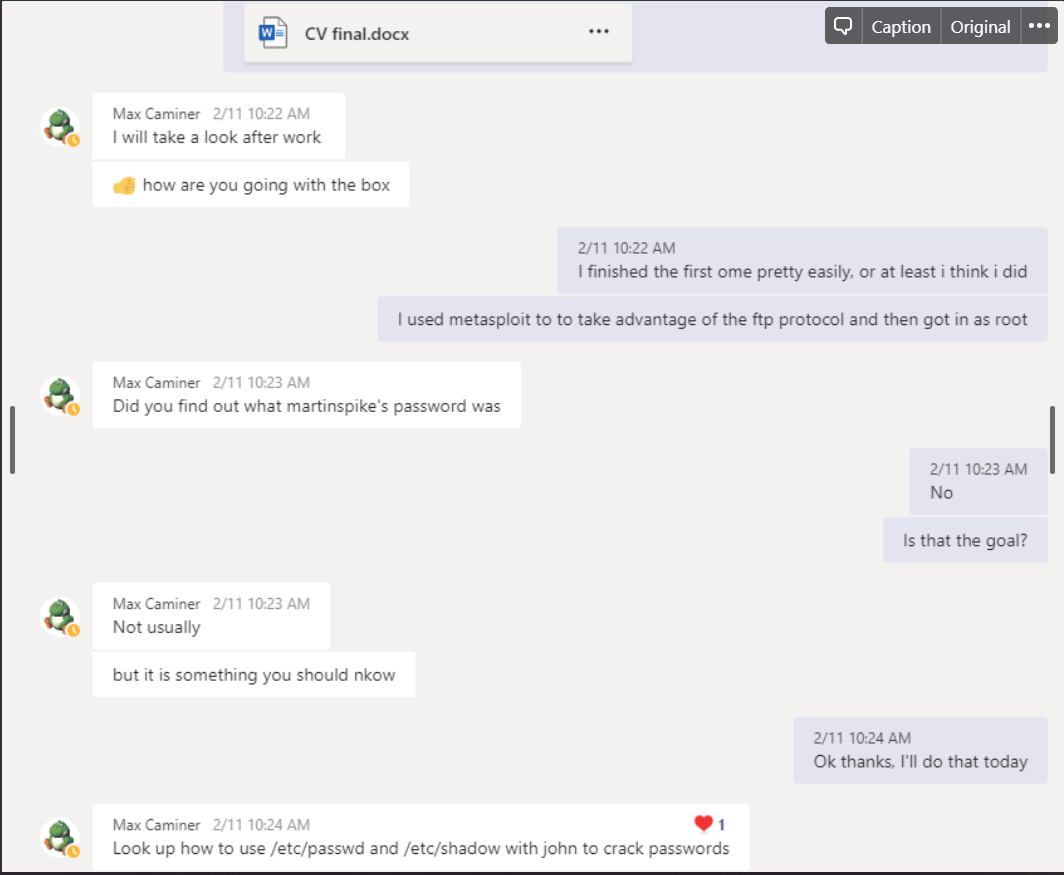 CV final.docx
Caption
Original
Max Caminer 2/11 10:22 AM
I will take a look after work
how are you going with the box
2/11 10:22 AM
I finished the first ome pretty easily, or at least i think i did
I used metasploit to to take advantage of the ftp protocol and then got in as root
Max Caminer 2/11 10:23 AM
Did you find out what martinspike's password was
2/11 10:23 AM
No
Is that the goal?
Max Caminer 2/11 10:23 AM
Not usually
but it is something you should nkow
2/11 10:24 AM
Ok thanks, I'll do that today
Max Caminer 2/11 10:24 AM
1
Look up how to use /etc/passwd and /etc/shadow with john to crack passwords